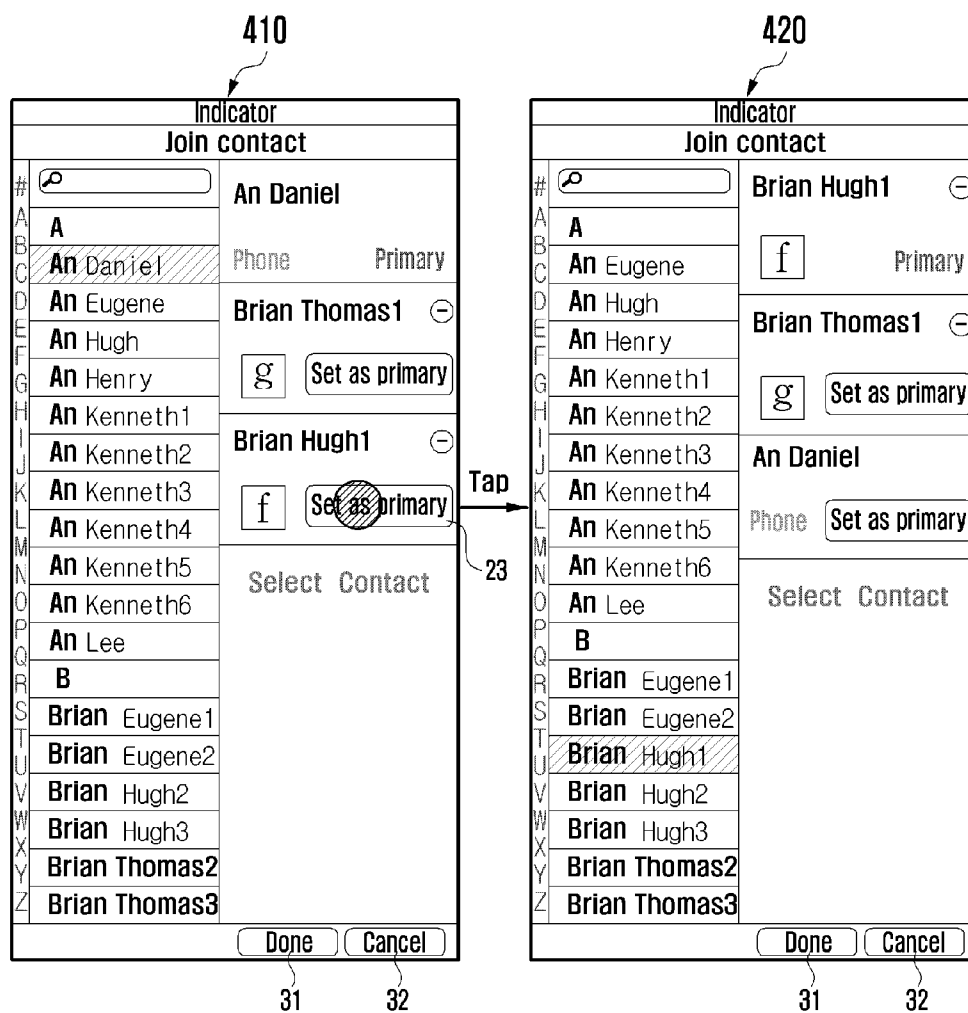 410
Indicator
Join contact
#
A
B
C
D
E
F
G
H
I
J
K
L
M
N
O
P
Q
R
S
T
U
V
W
X
Y
Z
A
An Daniel
An Eugene
An Hugh
An Henry
An Kenneth1
An Kenneth2
An Kenneth3
An Kenneth4
An Kenneth5
An Kenneth6
An Lee
B
Brian Eugene1
Brian Eugene2
Brian Hugh2
Brian Hugh3
Brian Thomas2
Brian Thomas3
An Daniel
Phone Primary
Brian Thomas1
g Set as primary
Brian Hugh1
f Set as primary
23
Select Contact
Done Cancel
31 32
Tap
420
Indicator
Join contact
#
A
B
C
D
E
F
G
H
I
J
K
L
M
N
O
P
Q
R
S
T
U
V
W
X
Y
Z
A
An Eugene
An Hugh
An Henry
An Kenneth1
An Kenneth2
An Kenneth3
An Kenneth4
An Kenneth5
An Kenneth6
An Lee
B
Brian Eugene1
Brian Eugene2
Brian Hugh1
Brian Hugh2
Brian Hugh3
Brian Thomas2
Brian Thomas3
Brian Hugh1
f Primary
Brian Thomas1
g Set as primary
An Daniel
Phone Set as primary
Select Contact
Done Cancel
31 32